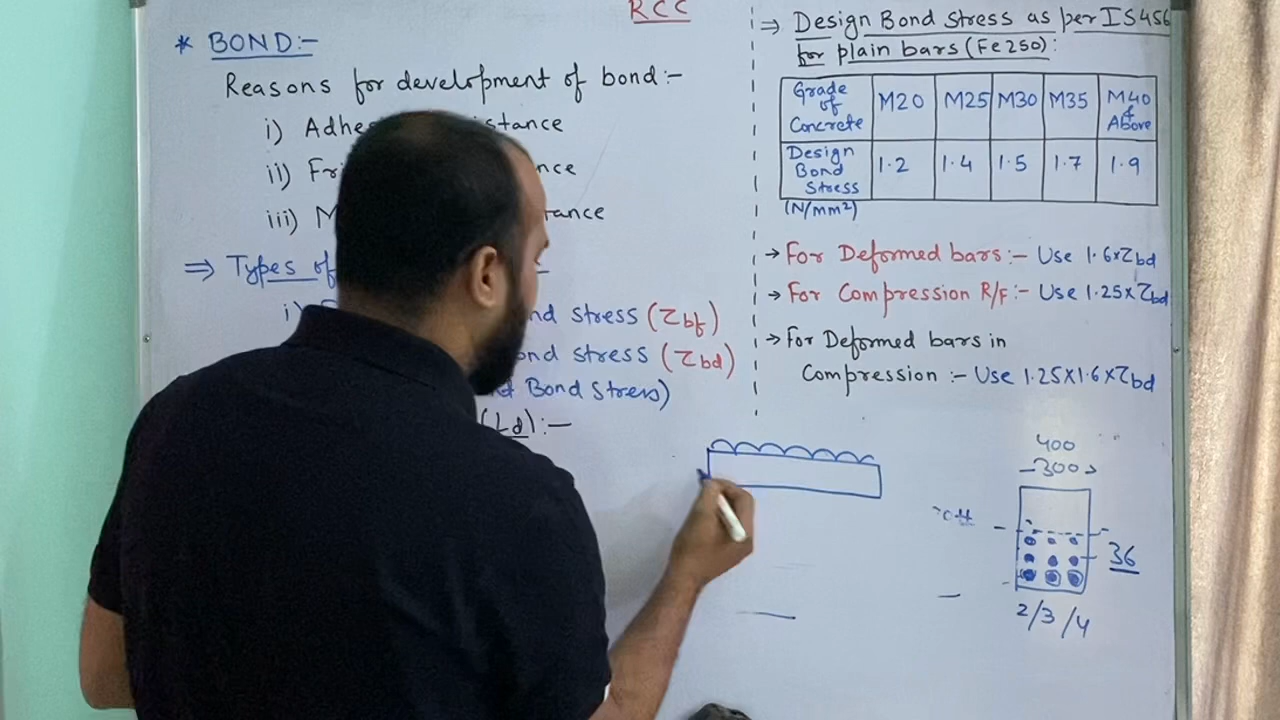 RCC
* BOND:-
Reasons for development of bond:-
i) Adhe stance
ii) Fri nce
iii) M tance
⇒ Types of
i) nd stress (τbf)
ond stress (τbd)
Bond Stress)
(Ld):-
⇒ Design Bond Stress as per IS456
for plain bars (Fe250):
Grade of Concrete M20 M25 M30 M35 M40 & Above
Design Bond Stress 1.2 1.4 1.5 1.7 1.9
(N/mm²)
→ For Deformed bars:- Use 1.6×τbd
→ For Compression R/F:- Use 1.25×τbd
→ For Deformed bars in
Compression:- Use 1.25×1.6×τbd
400
300
36
2/3/4